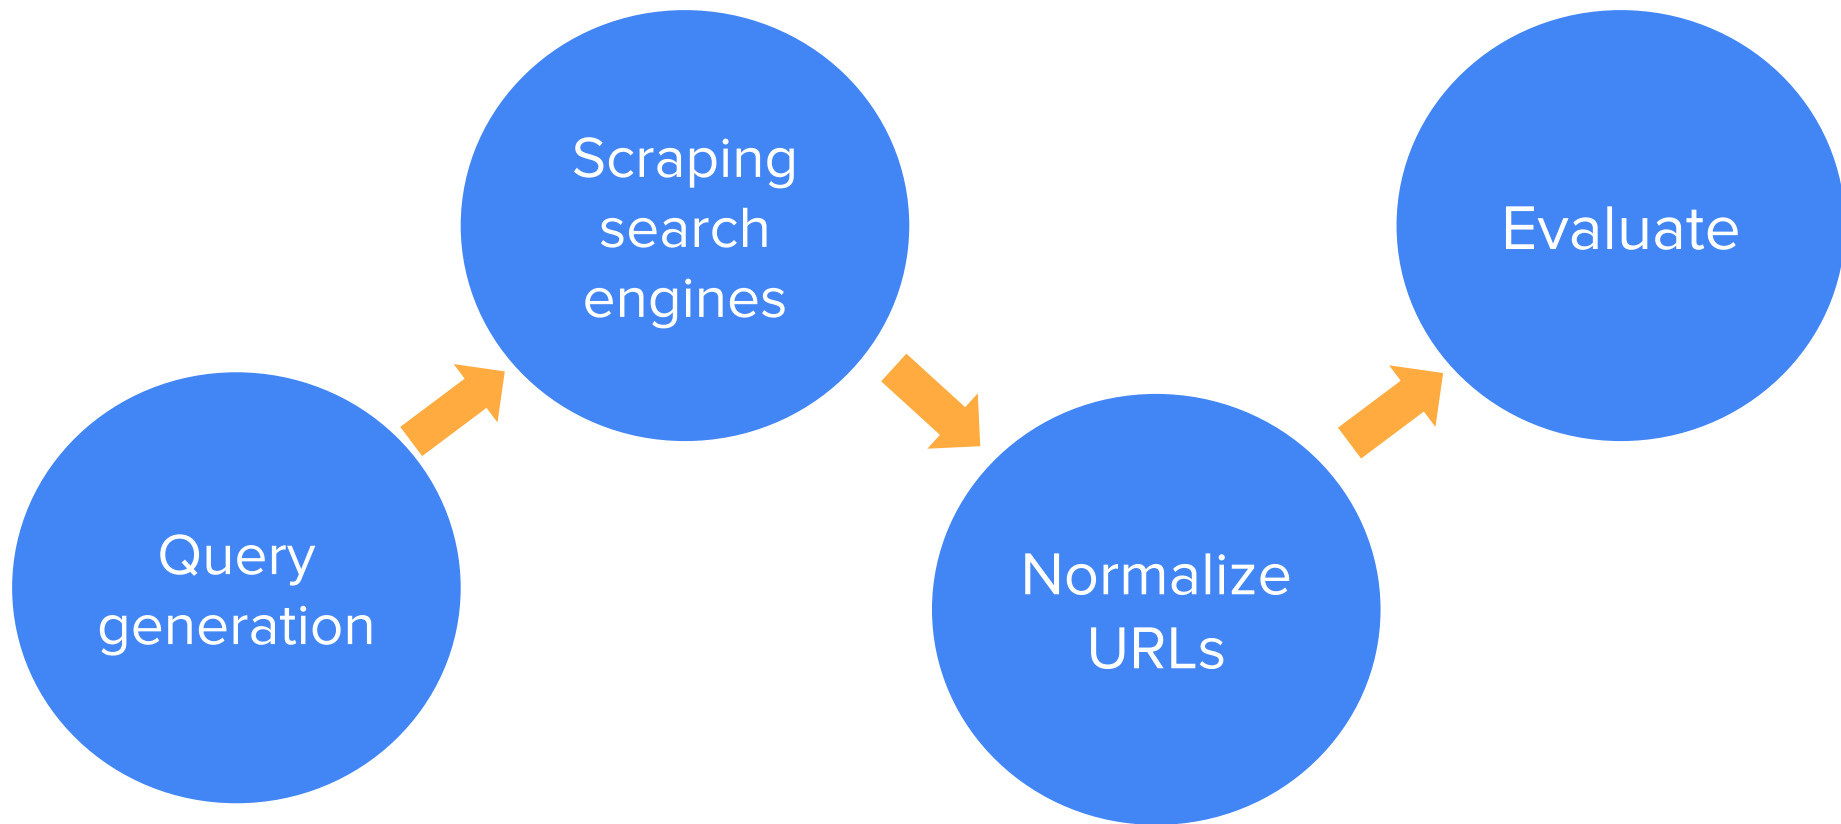 Query
generation
Scraping
search
engines
Normalize
URLs
Evaluate